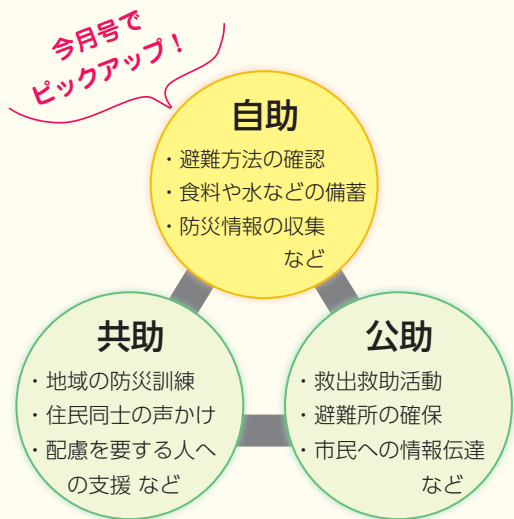 今月号で
ピックアップ！
自助
・避難方法の確認
・食料や水などの備蓄
・防災情報の収集
など
共助
・地域の防災訓練
・住民同士の声かけ
・配慮を要する人へ
の支援 など
公助
・救出救助活動
・避難所の確保
・市民への情報伝達
など